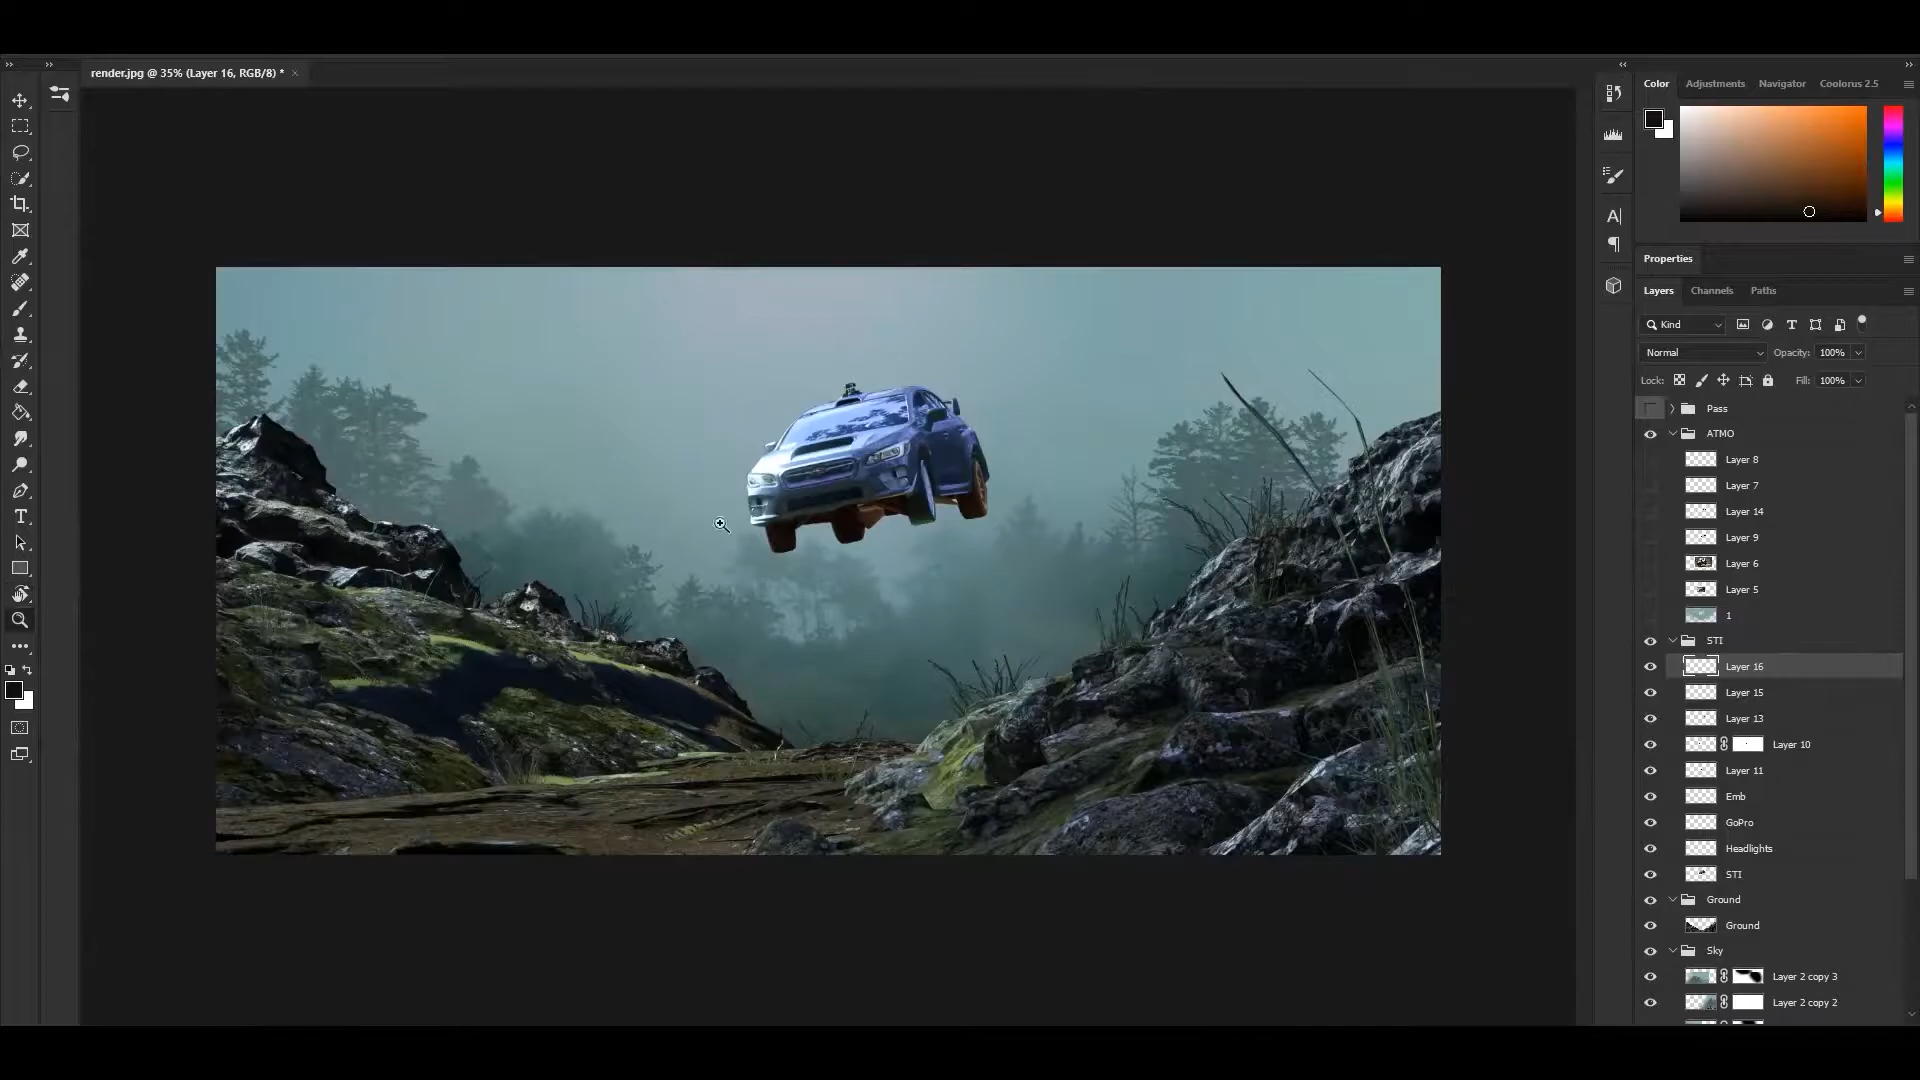 render.jpg @ 35% (Layer 16, RGB/8) *
Color
Adjustments
Navigator
Coolorus 2.5
Properties
Layers
Channels
Paths
Kind
Normal
Opacity: 100%
Lock:
Fill: 100%
Pass
ATMO
Layer 8
Layer 7
Layer 14
Layer 9
Layer 6
Layer 5
1
STI
Layer 16
Layer 15
Layer 13
Layer 10
Layer 11
Emb
GoPro
Headlights
STI
Ground
Ground
Sky
Layer 2 copy 3
Layer 2 copy 2